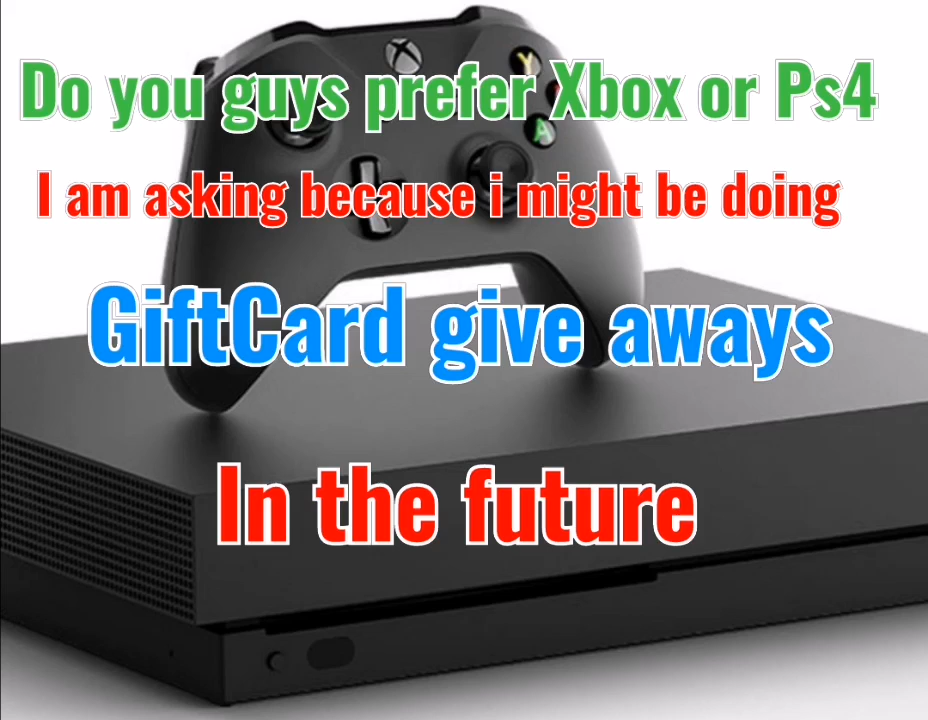 Do you guys prefer Xbox or Ps4
I am asking because i might be doing
GiftCard give aways
In the future